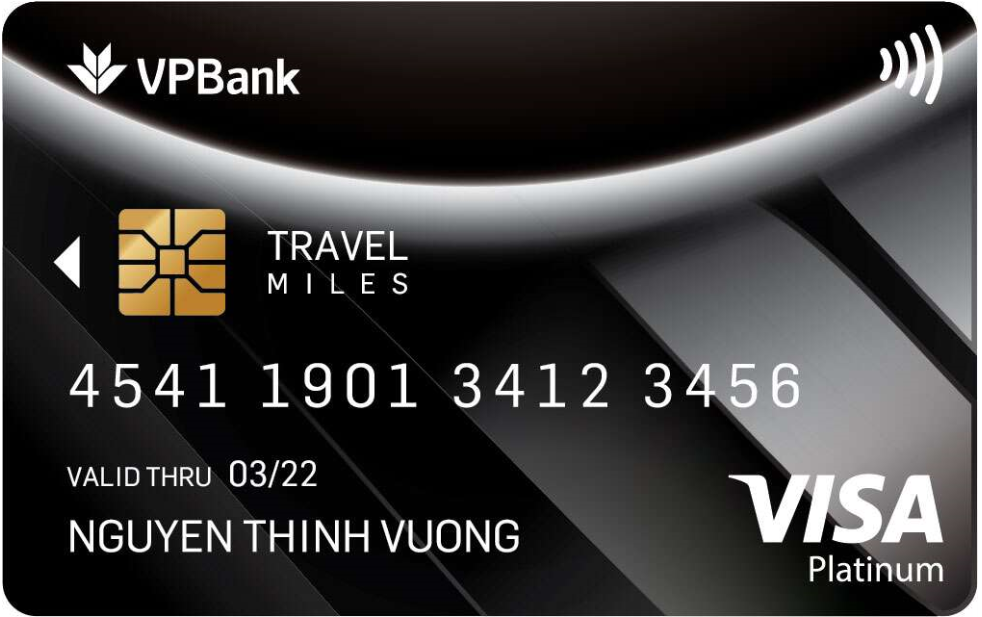 VPBank
TRAVEL
MILES
4541 1901 3412 3456
VALID THRU 03/22
NGUYEN THINH VUONG
VISA
Platinum